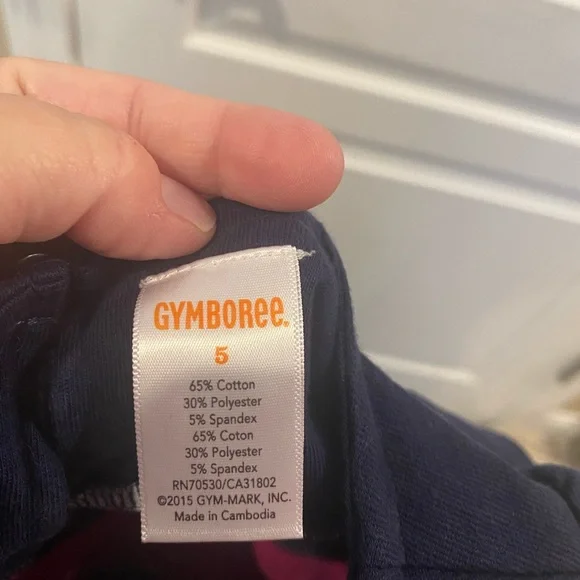 GYMBOREE.
5
65% Cotton
30% Polyester
5% Spandex
65% Coton
30% Polyester
5% Spandex
RN70530/CA31802
©2015 GYM-MARK, INC.
Made in Cambodia